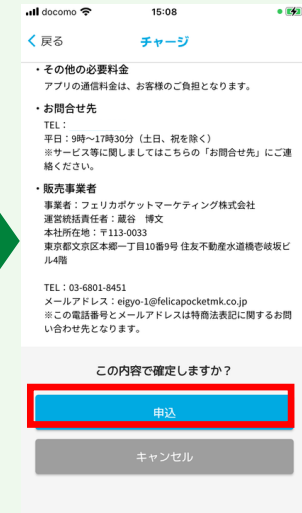 docomo 15:08
戻る チャージ
・その他の必要料金
アプリの通信料金は、お客様のご負担となります。
・お問合せ先
TEL：
平日：9時～17時30分（土日、祝を除く）
※サービス等に関しましてはこちらの「お問合せ先」にご連
絡ください。
・販売事業者
事業者：フェリカポケットマーケティング株式会社
運営統括責任者：蔵谷 博文
本社所在地：〒113-0033
東京都文京区本郷一丁目10番9号 住友不動産水道橋壱岐坂ビ
ル4階
TEL：03-6801-8451
メールアドレス：eigyo-1@felicapocketmk.co.jp
※この電話番号とメールアドレスは特商法表記に関するお問
い合わせ先となります。
この内容で確定しますか？
申込
キャンセル